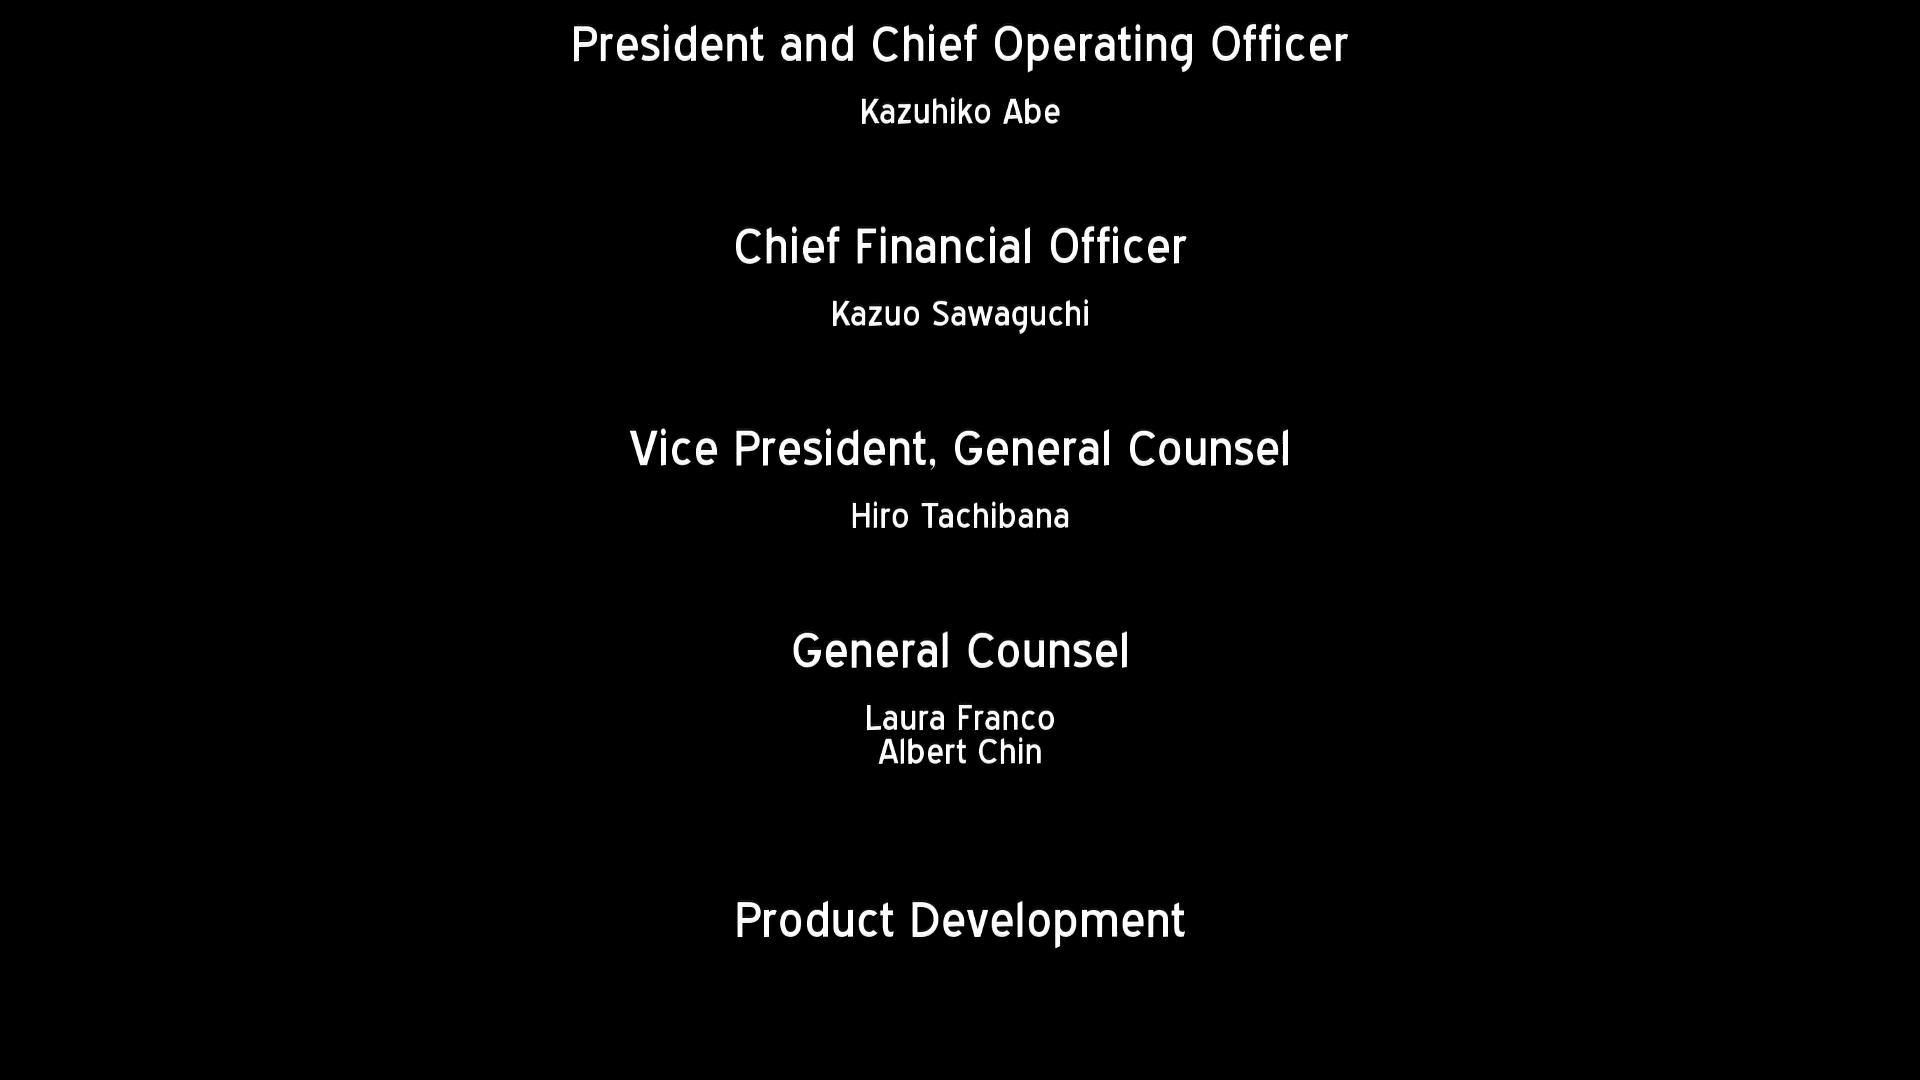 President and Chief Operating Officer
Kazuhiko Abe
Chief Financial Officer
Kazuo Sawaguchi
Vice President, General Counsel
Hiro Tachibana
General Counsel
Laura Franco
Albert Chin
Product Development